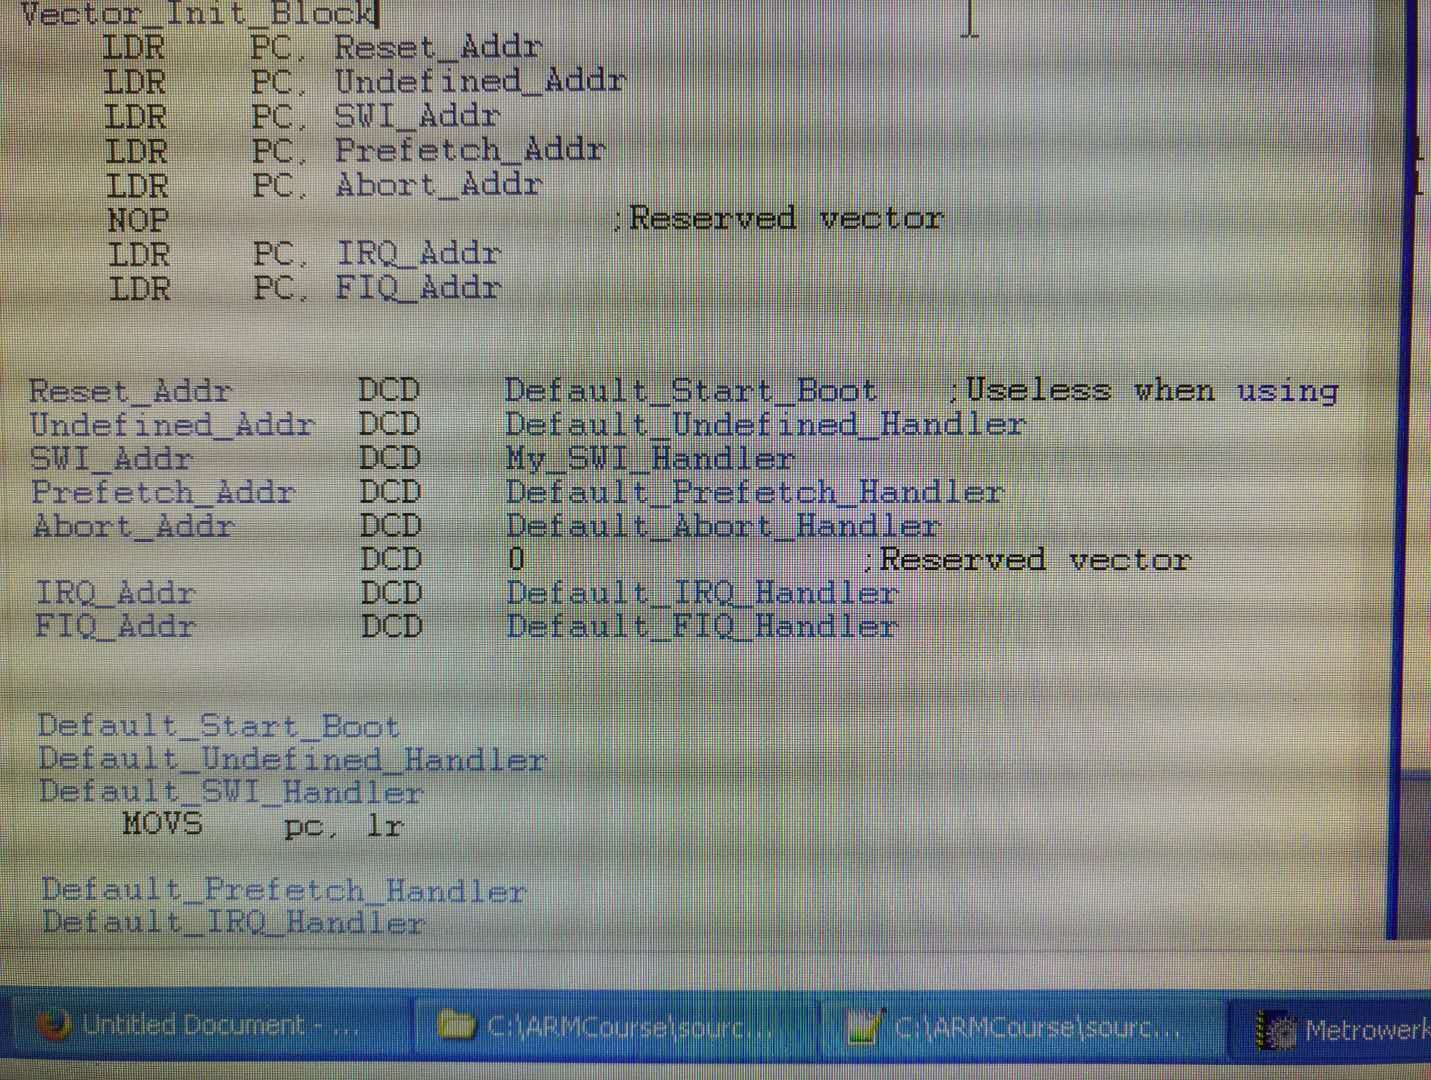 Vector_Init_Block
LDR PC, Reset_Addr
LDR PC, Undefined_Addr
LDR PC, SWI_Addr
LDR PC, Prefetch_Addr
LDR PC, Abort_Addr
NOP ;Reserved vector
LDR PC, IRQ_Addr
LDR PC, FIQ_Addr
Reset_Addr DCD Default_Start_Boot ;Useless when using
Undefined_Addr DCD Default_Undefined_Handler
SWI_Addr DCD My_SWI_Handler
Prefetch_Addr DCD Default_Prefetch_Handler
Abort_Addr DCD Default_Abort_Handler
DCD 0 ;Reserved vector
IRQ_Addr DCD Default_IRQ_Handler
FIQ_Addr DCD Default_FIQ_Handler
Default_Start_Boot
Default_Undefined_Handler
Default_SWI_Handler
MOVS pc, lr
Default_Prefetch_Handler
Default_IRQ_Handler
Untitled Document - ... C:\ARMCourse\sourc... C:\ARMCourse\sourc... Metrowerk